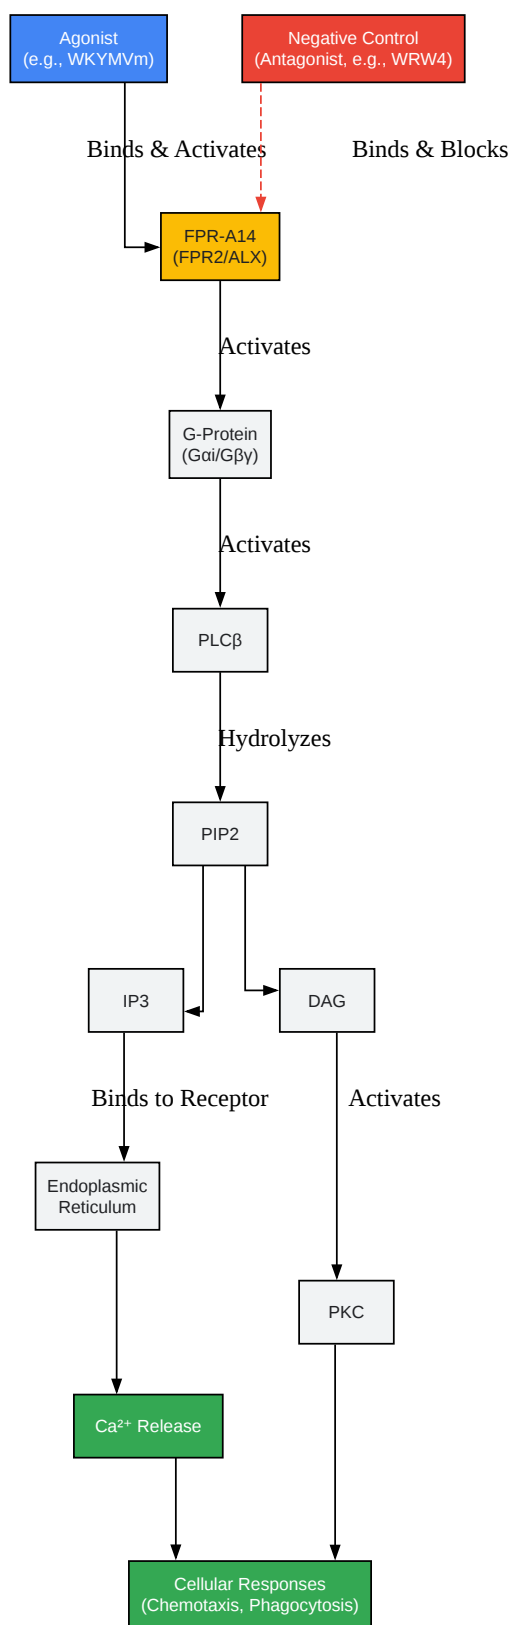 Agonist
(e.g., WKYMVm)
Negative Control
(Antagonist, e.g., WRW4)
Binds & Activates
Binds & Blocks
FPR-A14
(FPR2/ALX)
Activates
G-Protein
(Gαi/Gβγ)
Activates
PLCβ
Hydrolyzes
PIP2
IP3
DAG
Binds to Receptor
Activates
Endoplasmic
Reticulum
PKC
Ca²⁺ Release
Cellular Responses
(Chemotaxis, Phagocytosis)